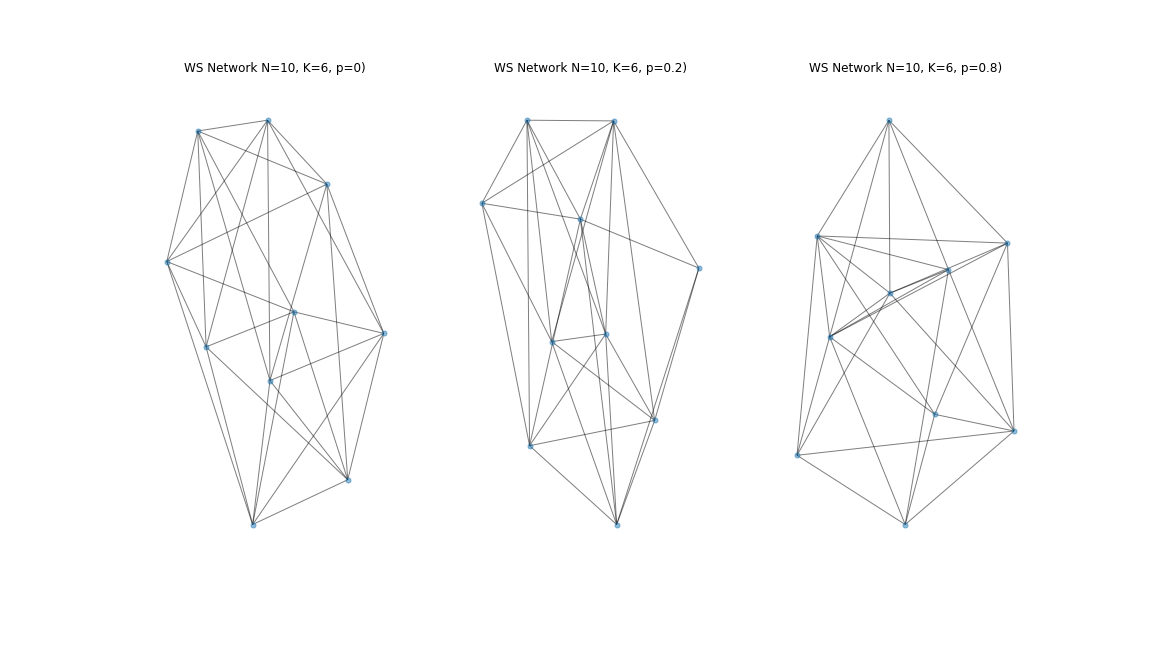 WS Network N=10, K=6, p=0)
WS Network N=10, K=6, p=0.2)
WS Network N=10, K=6, p=0.8)